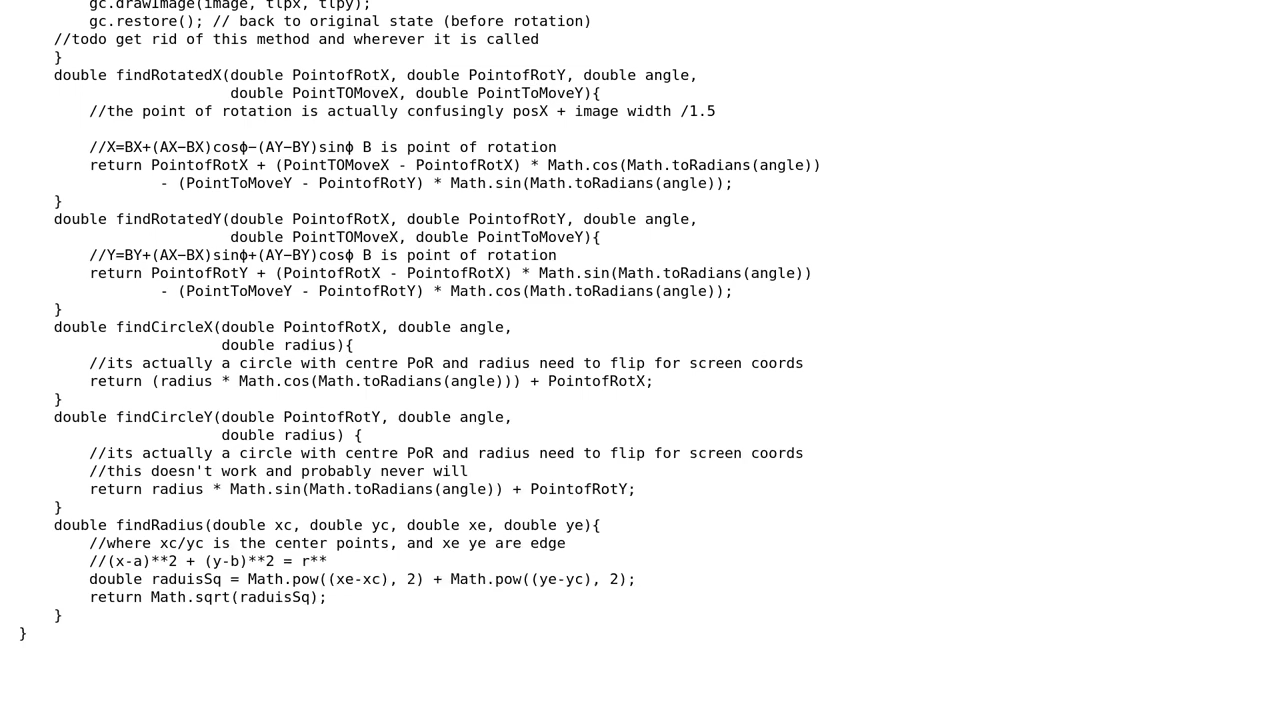 gc.drawImage(image, tlpx, tlpy);
gc.restore(); // back to original state (before rotation)
//todo get rid of this method and wherever it is called
}
double findRotatedX(double PointofRotX, double PointofRotY, double angle,
double PointTOMoveX, double PointToMoveY){
//the point of rotation is actually confusingly posX + image width /1.5
//X=BX+(AX−BX)cosϕ−(AY−BY)sinϕ B is point of rotation
return PointofRotX + (PointTOMoveX - PointofRotX) * Math.cos(Math.toRadians(angle))
- (PointToMoveY - PointofRotY) * Math.sin(Math.toRadians(angle));
}
double findRotatedY(double PointofRotX, double PointofRotY, double angle,
double PointTOMoveX, double PointToMoveY){
//Y=BY+(AX−BX)sinϕ+(AY−BY)cosϕ B is point of rotation
return PointofRotY + (PointofRotX - PointofRotX) * Math.sin(Math.toRadians(angle))
- (PointToMoveY - PointofRotY) * Math.cos(Math.toRadians(angle));
}
double findCircleX(double PointofRotX, double angle,
double radius){
//its actually a circle with centre PoR and radius need to flip for screen coords
return (radius * Math.cos(Math.toRadians(angle))) + PointofRotX;
}
double findCircleY(double PointofRotY, double angle,
double radius) {
//its actually a circle with centre PoR and radius need to flip for screen coords
//this doesn't work and probably never will
return radius * Math.sin(Math.toRadians(angle)) + PointofRotY;
}
double findRadius(double xc, double yc, double xe, double ye){
//where xc/yc is the center points, and xe ye are edge
//(x-a)**2 + (y-b)**2 = r**
double raduisSq = Math.pow((xe-xc), 2) + Math.pow((ye-yc), 2);
return Math.sqrt(raduisSq);
}
}